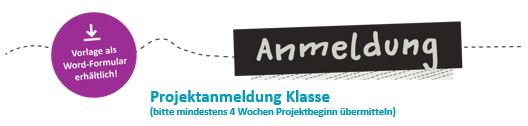 Vorlage als
Word-Formular
erhältlich!
Anmeldung
Projektanmeldung Klasse
(bitte mindestens 4 Wochen Projektbeginn übermitteln)